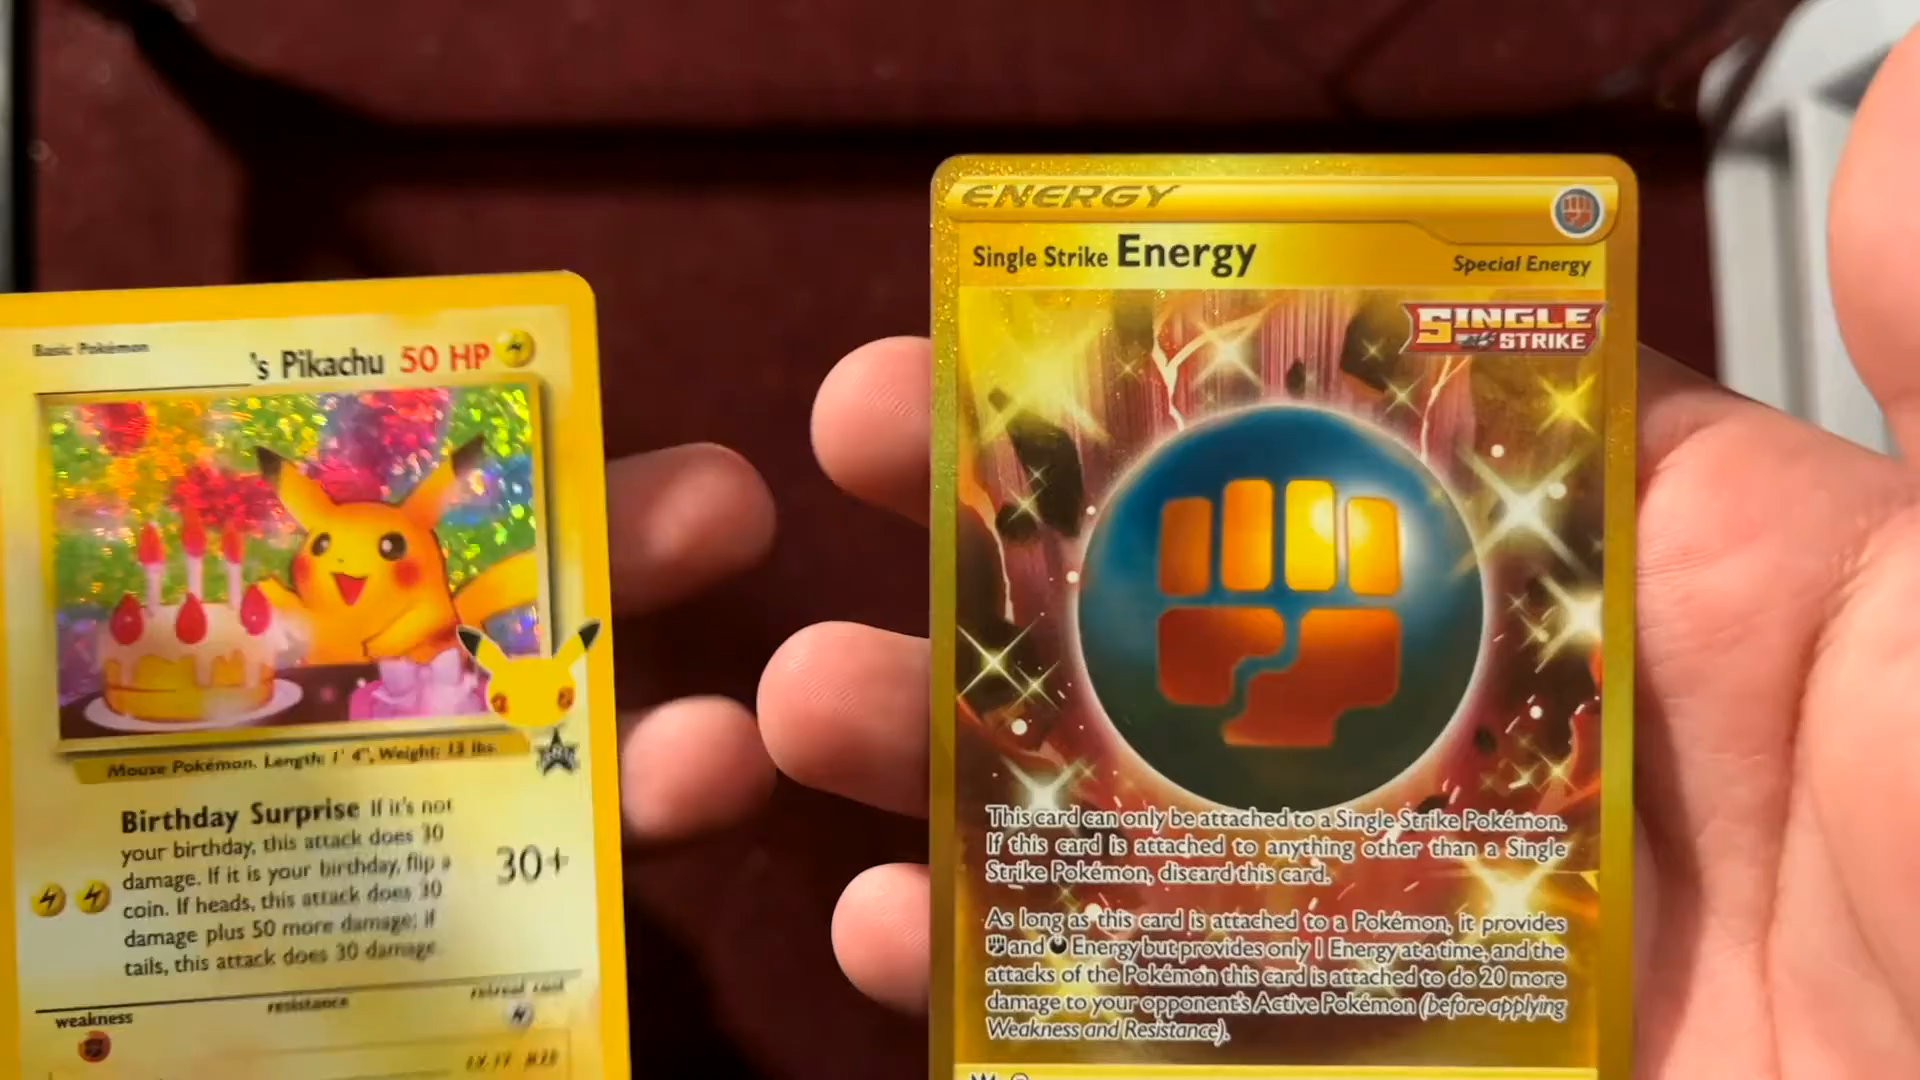 Basic Pokémon
's Pikachu 50 HP
Mouse Pokémon. Length: 1' 4", Weight: 13 lbs.
Birthday Surprise If it's not
your birthday, this attack does 30
damage. If it is your birthday, flip a
coin. If heads, this attack does 30
damage plus 50 more damage; if
tails, this attack does 30 damage.
30+
weakness
resistance
retreat cost
ENERGY
Single Strike Energy
Special Energy
SINGLE
STRIKE
This card can only be attached to a Single Strike Pokémon.
If this card is attached to anything other than a Single
Strike Pokémon, discard this card.
As long as this card is attached to a Pokémon, it provides
and Energy but provides only 1 Energy at a time, and the
attacks of the Pokémon this card is attached to do 20 more
damage to your opponent's Active Pokémon (before applying
Weakness and Resistance).